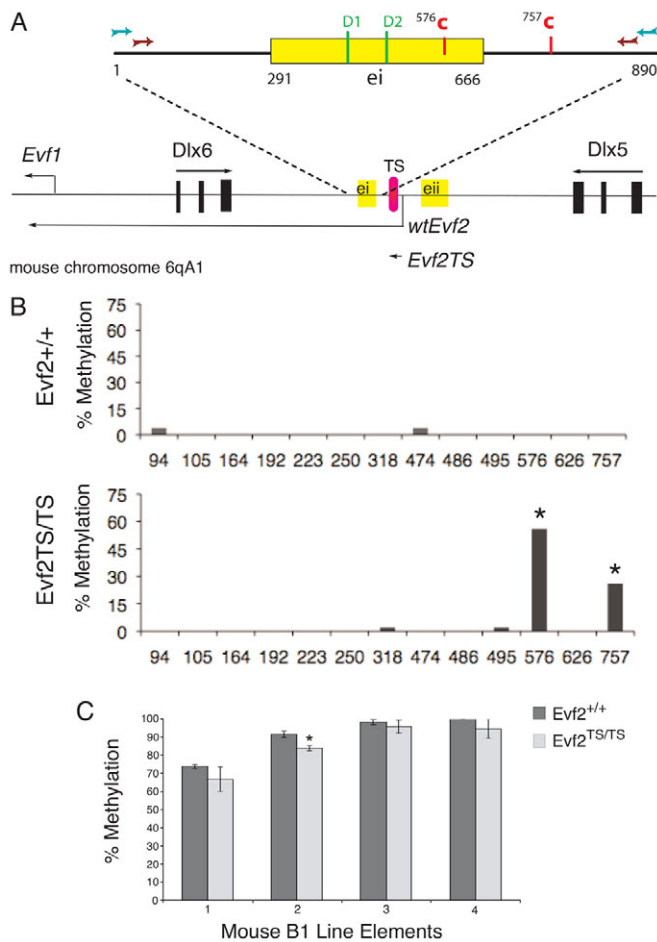 A
D1 D2 576 C 757 C
1 291 ei 666 890
Evf1 Dlx6 TS Dlx5
ei eii
wtEvf2
Evf2TS
mouse chromosome 6qA1
B
Evf2+/+
% Methylation
75
60
45
30
15
0
94 105 164 192 223 250 318 474 486 495 576 626 757
Evf2TS/TS
% Methylation
75
60
45
30
15
0
* *
94 105 164 192 223 250 318 474 486 495 576 626 757
C
% Methylation
100
90
80
70
60
50
40
30
20
10
0
*
1 2 3 4
Mouse B1 Line Elements
Evf2+/+
Evf2TS/TS